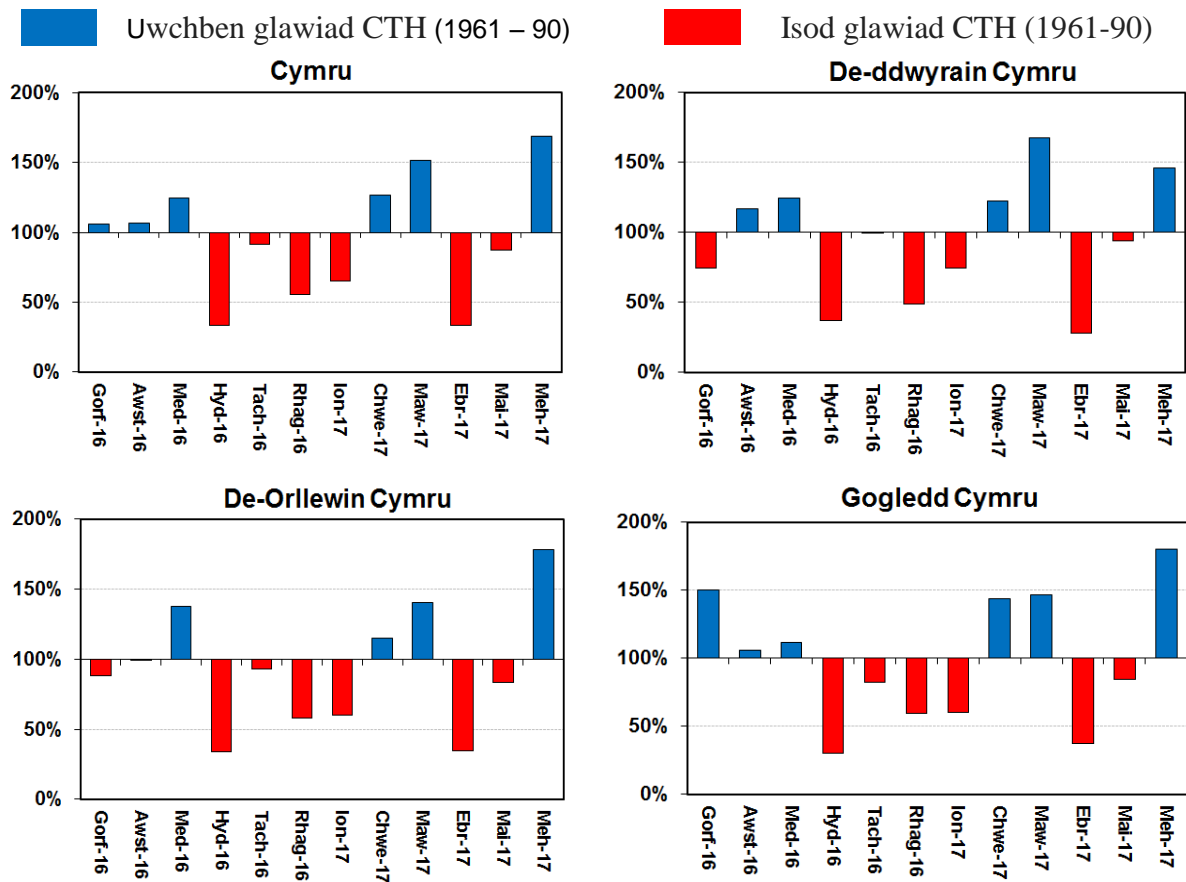 Uwchben glawiad CTH (1961 – 90)
Isod glawiad CTH (1961-90)
Cymru
200%
150%
100%
50%
0%
Gorf-16
Awst-16
Med-16
Hyd-16
Tach-16
Rhag-16
Ion-17
Chwe-17
Maw-17
Ebr-17
Mai-17
Meh-17
De-ddwyrain Cymru
200%
150%
100%
50%
0%
Gorf-16
Awst-16
Med-16
Hyd-16
Tach-16
Rhag-16
Ion-17
Chwe-17
Maw-17
Ebr-17
Mai-17
Meh-17
De-Orllewin Cymru
200%
150%
100%
50%
0%
Gorf-16
Awst-16
Med-16
Hyd-16
Tach-16
Rhag-16
Ion-17
Chwe-17
Maw-17
Ebr-17
Mai-17
Meh-17
Gogledd Cymru
200%
150%
100%
50%
0%
Gorf-16
Awst-16
Med-16
Hyd-16
Tach-16
Rhag-16
Ion-17
Chwe-17
Maw-17
Ebr-17
Mai-17
Meh-17